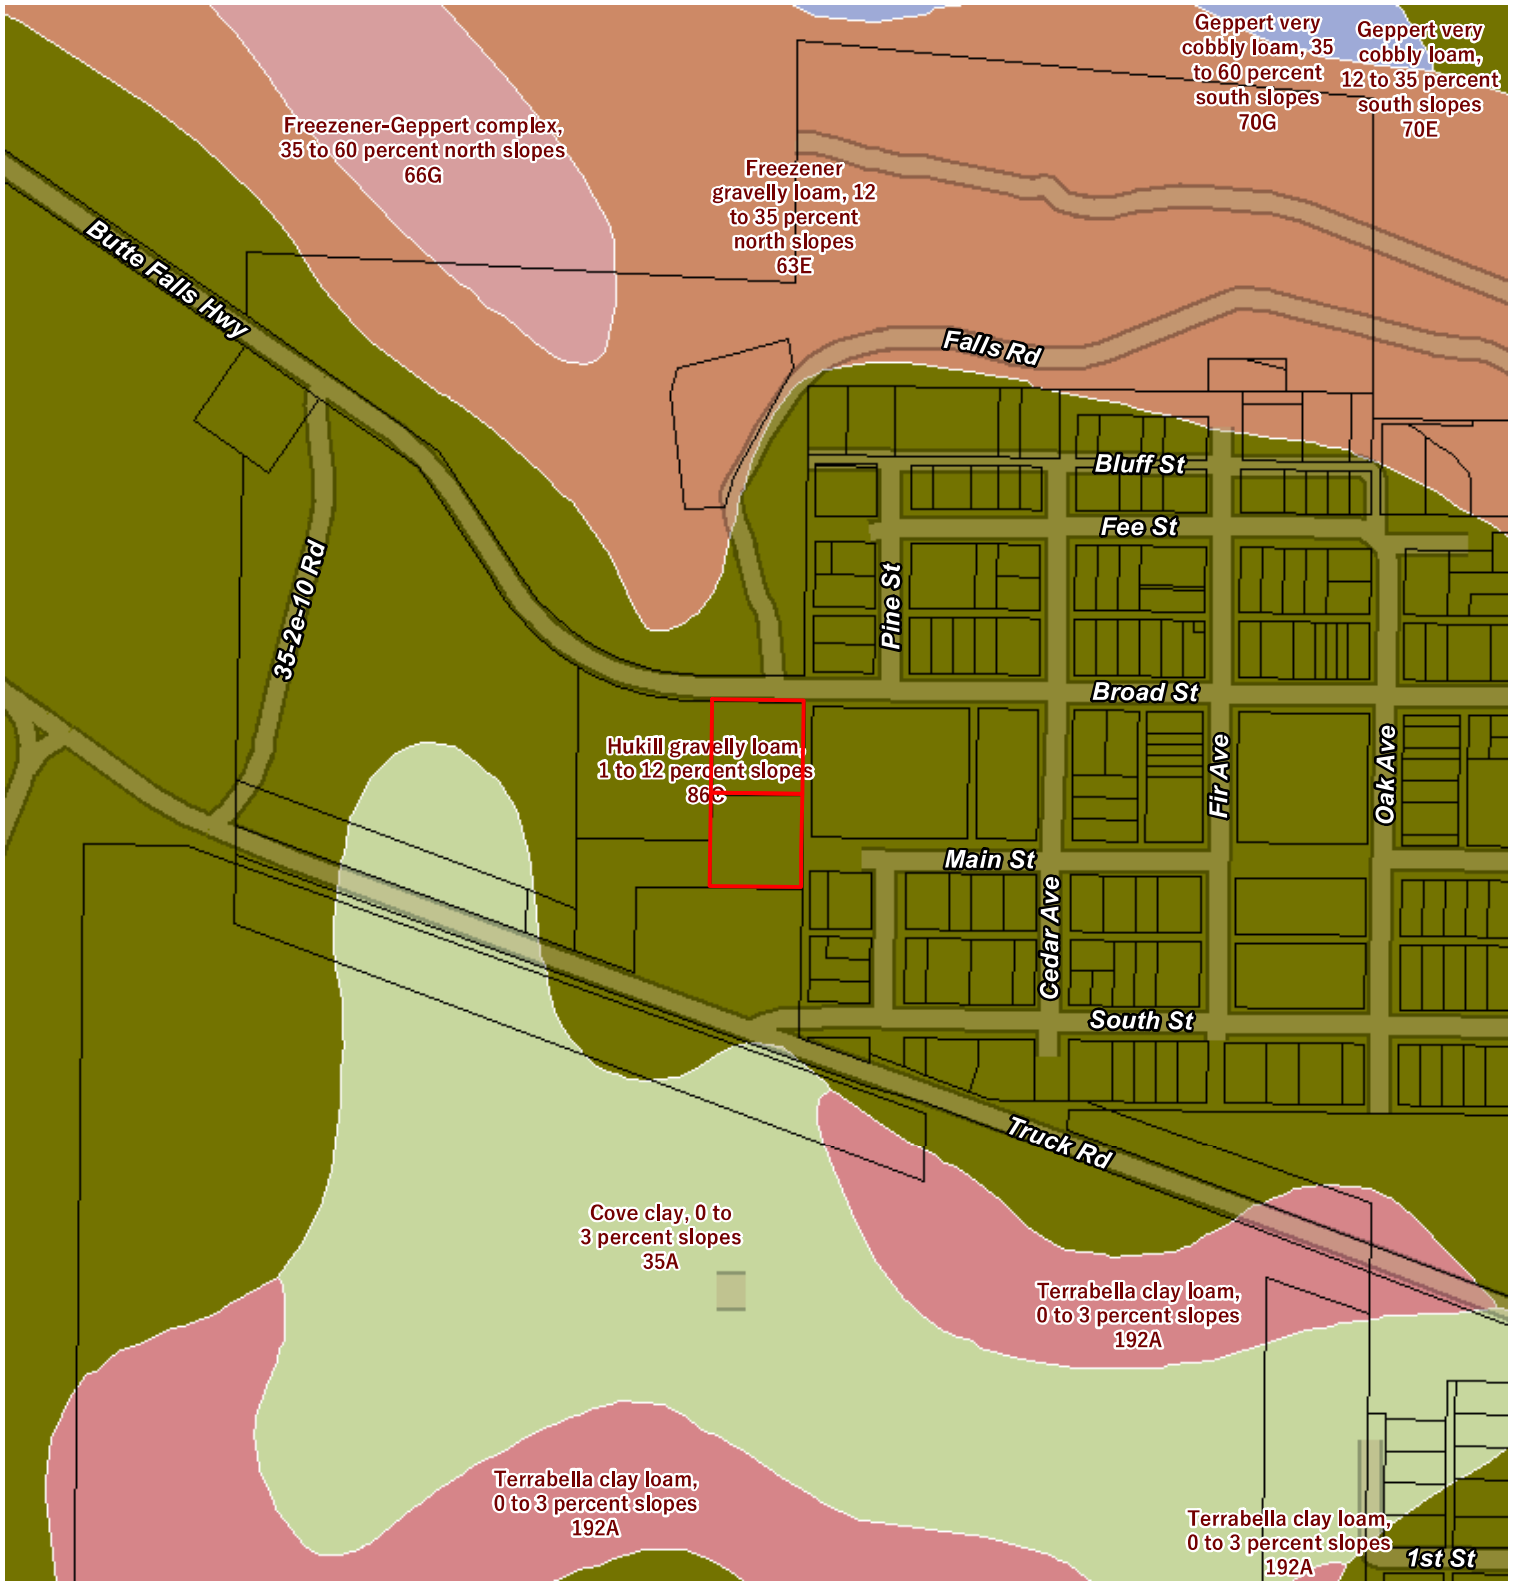 Geppert very
cobbly loam, 35
to 60 percent
south slopes
70G
Geppert very
cobbly loam,
12 to 35 percent
south slopes
70E
Freezener-Geppert complex,
35 to 60 percent north slopes
66G
Freezener
gravelly loam, 12
to 35 percent
north slopes
63E
Butte Falls Hwy
Falls Rd
Bluff St
Fee St
35-2e-10 Rd
Pine St
Broad St
Hukill gravelly loam,
1 to 12 percent slopes
86C
Fir Ave
Oak Ave
Main St
Cedar Ave
South St
Truck Rd
Cove clay, 0 to
3 percent slopes
35A
Terrabella clay loam,
0 to 3 percent slopes
192A
Terrabella clay loam,
0 to 3 percent slopes
192A
Terrabella clay loam,
0 to 3 percent slopes
192A
1st St